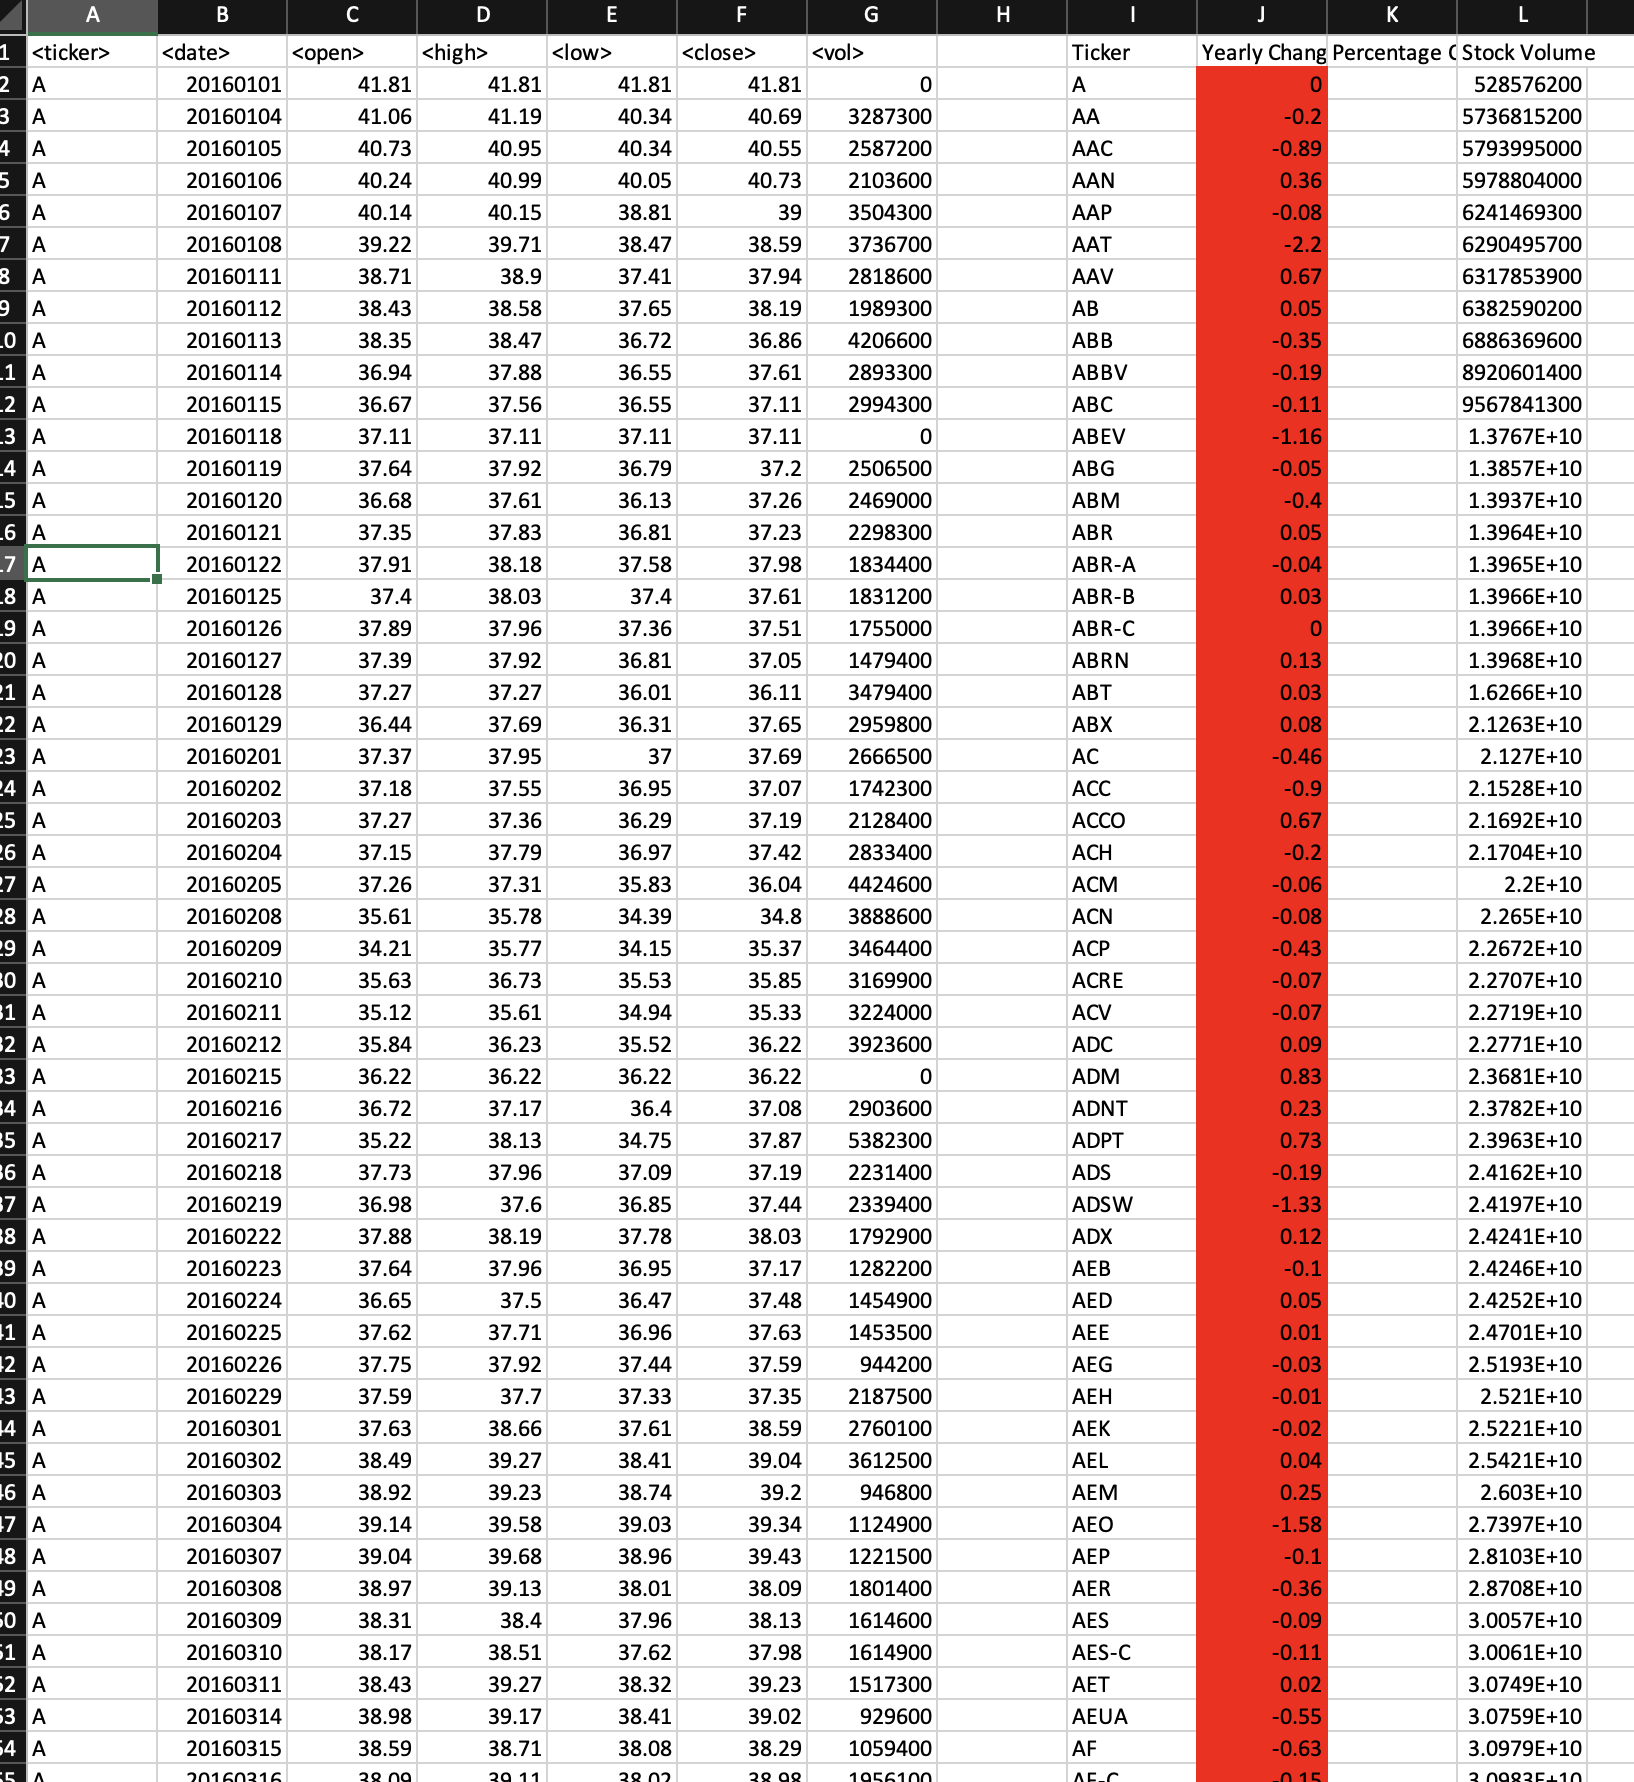 A B C D E F G H I J K L
1 <ticker> <date> <open> <high> <low> <close> <vol> Ticker Yearly Chang Percentage Stock Volume
2 A 20160101 41.81 41.81 41.81 41.81 0 A 0 528576200
3 A 20160104 41.06 41.19 40.34 40.69 3287300 AA -0.2 5736815200
4 A 20160105 40.73 40.95 40.34 40.55 2587200 AAC -0.89 5793995000
5 A 20160106 40.24 40.99 40.05 40.73 2103600 AAN 0.36 5978804000
6 A 20160107 40.14 40.15 38.81 39 3504300 AAP -0.08 6241469300
7 A 20160108 39.22 39.71 38.47 38.59 3736700 AAT -2.2 6290495700
8 A 20160111 38.71 38.9 37.41 37.94 2818600 AAV 0.67 6317853900
9 A 20160112 38.43 38.58 37.65 38.19 1989300 AB 0.05 6382590200
0 A 20160113 38.35 38.47 36.72 36.86 4206600 ABB -0.35 6886369600
1 A 20160114 36.94 37.88 36.55 37.61 2893300 ABBV -0.19 8920601400
2 A 20160115 36.67 37.56 36.55 37.11 2994300 ABC -0.11 9567841300
3 A 20160118 37.11 37.11 37.11 37.11 0 ABEV -1.16 1.3767E+10
4 A 20160119 37.64 37.92 36.79 37.2 2506500 ABG -0.05 1.3857E+10
5 A 20160120 36.68 37.61 36.13 37.26 2469000 ABM -0.4 1.3937E+10
6 A 20160121 37.35 37.83 36.81 37.23 2298300 ABR 0.05 1.3964E+10
7 A 20160122 37.91 38.18 37.58 37.98 1834400 ABR-A -0.04 1.3965E+10
8 A 20160125 37.4 38.03 37.4 37.61 1831200 ABR-B 0.03 1.3966E+10
9 A 20160126 37.89 37.96 37.36 37.51 1755000 ABR-C 0 1.3966E+10
20 A 20160127 37.39 37.92 36.81 37.05 1479400 ABRN 0.13 1.3968E+10
21 A 20160128 37.27 37.27 36.01 36.11 3479400 ABT 0.03 1.6266E+10
22 A 20160129 36.44 37.69 36.31 37.65 2959800 ABX 0.08 2.1263E+10
23 A 20160201 37.37 37.95 37 37.69 2666500 AC -0.46 2.127E+10
24 A 20160202 37.18 37.55 36.95 37.07 1742300 ACC -0.9 2.1528E+10
25 A 20160203 37.27 37.36 36.29 37.19 2128400 ACCO 0.67 2.1692E+10
26 A 20160204 37.15 37.79 36.97 37.42 2833400 ACH -0.2 2.1704E+10
27 A 20160205 37.26 37.31 35.83 36.04 4424600 ACM -0.06 2.2E+10
28 A 20160208 35.61 35.78 34.39 34.8 3888600 ACN -0.08 2.265E+10
29 A 20160209 34.21 35.77 34.15 35.37 3464400 ACP -0.43 2.2672E+10
30 A 20160210 35.63 36.73 35.53 35.85 3169900 ACRE -0.07 2.2707E+10
31 A 20160211 35.12 35.61 34.94 35.33 3224000 ACV -0.07 2.2719E+10
32 A 20160212 35.84 36.23 35.52 36.22 3923600 ADC 0.09 2.2771E+10
33 A 20160215 36.22 36.22 36.22 36.22 0 ADM 0.83 2.3681E+10
34 A 20160216 36.72 37.17 36.4 37.08 2903600 ADNT 0.23 2.3782E+10
35 A 20160217 35.22 38.13 34.75 37.87 5382300 ADPT 0.73 2.3963E+10
36 A 20160218 37.73 37.96 37.09 37.19 2231400 ADS -0.19 2.4162E+10
37 A 20160219 36.98 37.6 36.85 37.44 2339400 ADSW -1.33 2.4197E+10
38 A 20160222 37.88 38.19 37.78 38.03 1792900 ADX 0.12 2.4241E+10
39 A 20160223 37.64 37.96 36.95 37.17 1282200 AEB -0.1 2.4246E+10
40 A 20160224 36.65 37.5 36.47 37.48 1454900 AED 0.05 2.4252E+10
41 A 20160225 37.62 37.71 36.96 37.63 1453500 AEE 0.01 2.4701E+10
42 A 20160226 37.75 37.92 37.44 37.59 944200 AEG -0.03 2.5193E+10
43 A 20160229 37.59 37.7 37.33 37.35 2187500 AEH -0.01 2.521E+10
44 A 20160301 37.63 38.66 37.61 38.59 2760100 AEK -0.02 2.5221E+10
45 A 20160302 38.49 39.27 38.41 39.04 3612500 AEL 0.04 2.5421E+10
46 A 20160303 38.92 39.23 38.74 39.2 946800 AEM 0.25 2.603E+10
47 A 20160304 39.14 39.58 39.03 39.34 1124900 AEO -1.58 2.7397E+10
48 A 20160307 39.04 39.68 38.96 39.43 1221500 AEP -0.1 2.8103E+10
49 A 20160308 38.97 39.13 38.01 38.09 1801400 AER -0.36 2.8708E+10
50 A 20160309 38.31 38.4 37.96 38.13 1614600 AES -0.09 3.0057E+10
51 A 20160310 38.17 38.51 37.62 37.98 1614900 AES-C -0.11 3.0061E+10
52 A 20160311 38.43 39.27 38.32 39.23 1517300 AET 0.02 3.0749E+10
53 A 20160314 38.98 39.17 38.41 39.02 929600 AEUA -0.55 3.0759E+10
54 A 20160315 38.59 38.71 38.08 38.29 1059400 AF -0.63 3.0979E+10
55 A 20160316 38.09 39.11 38.02 38.98 1956100 AF-C -0.15 3.0983E+10